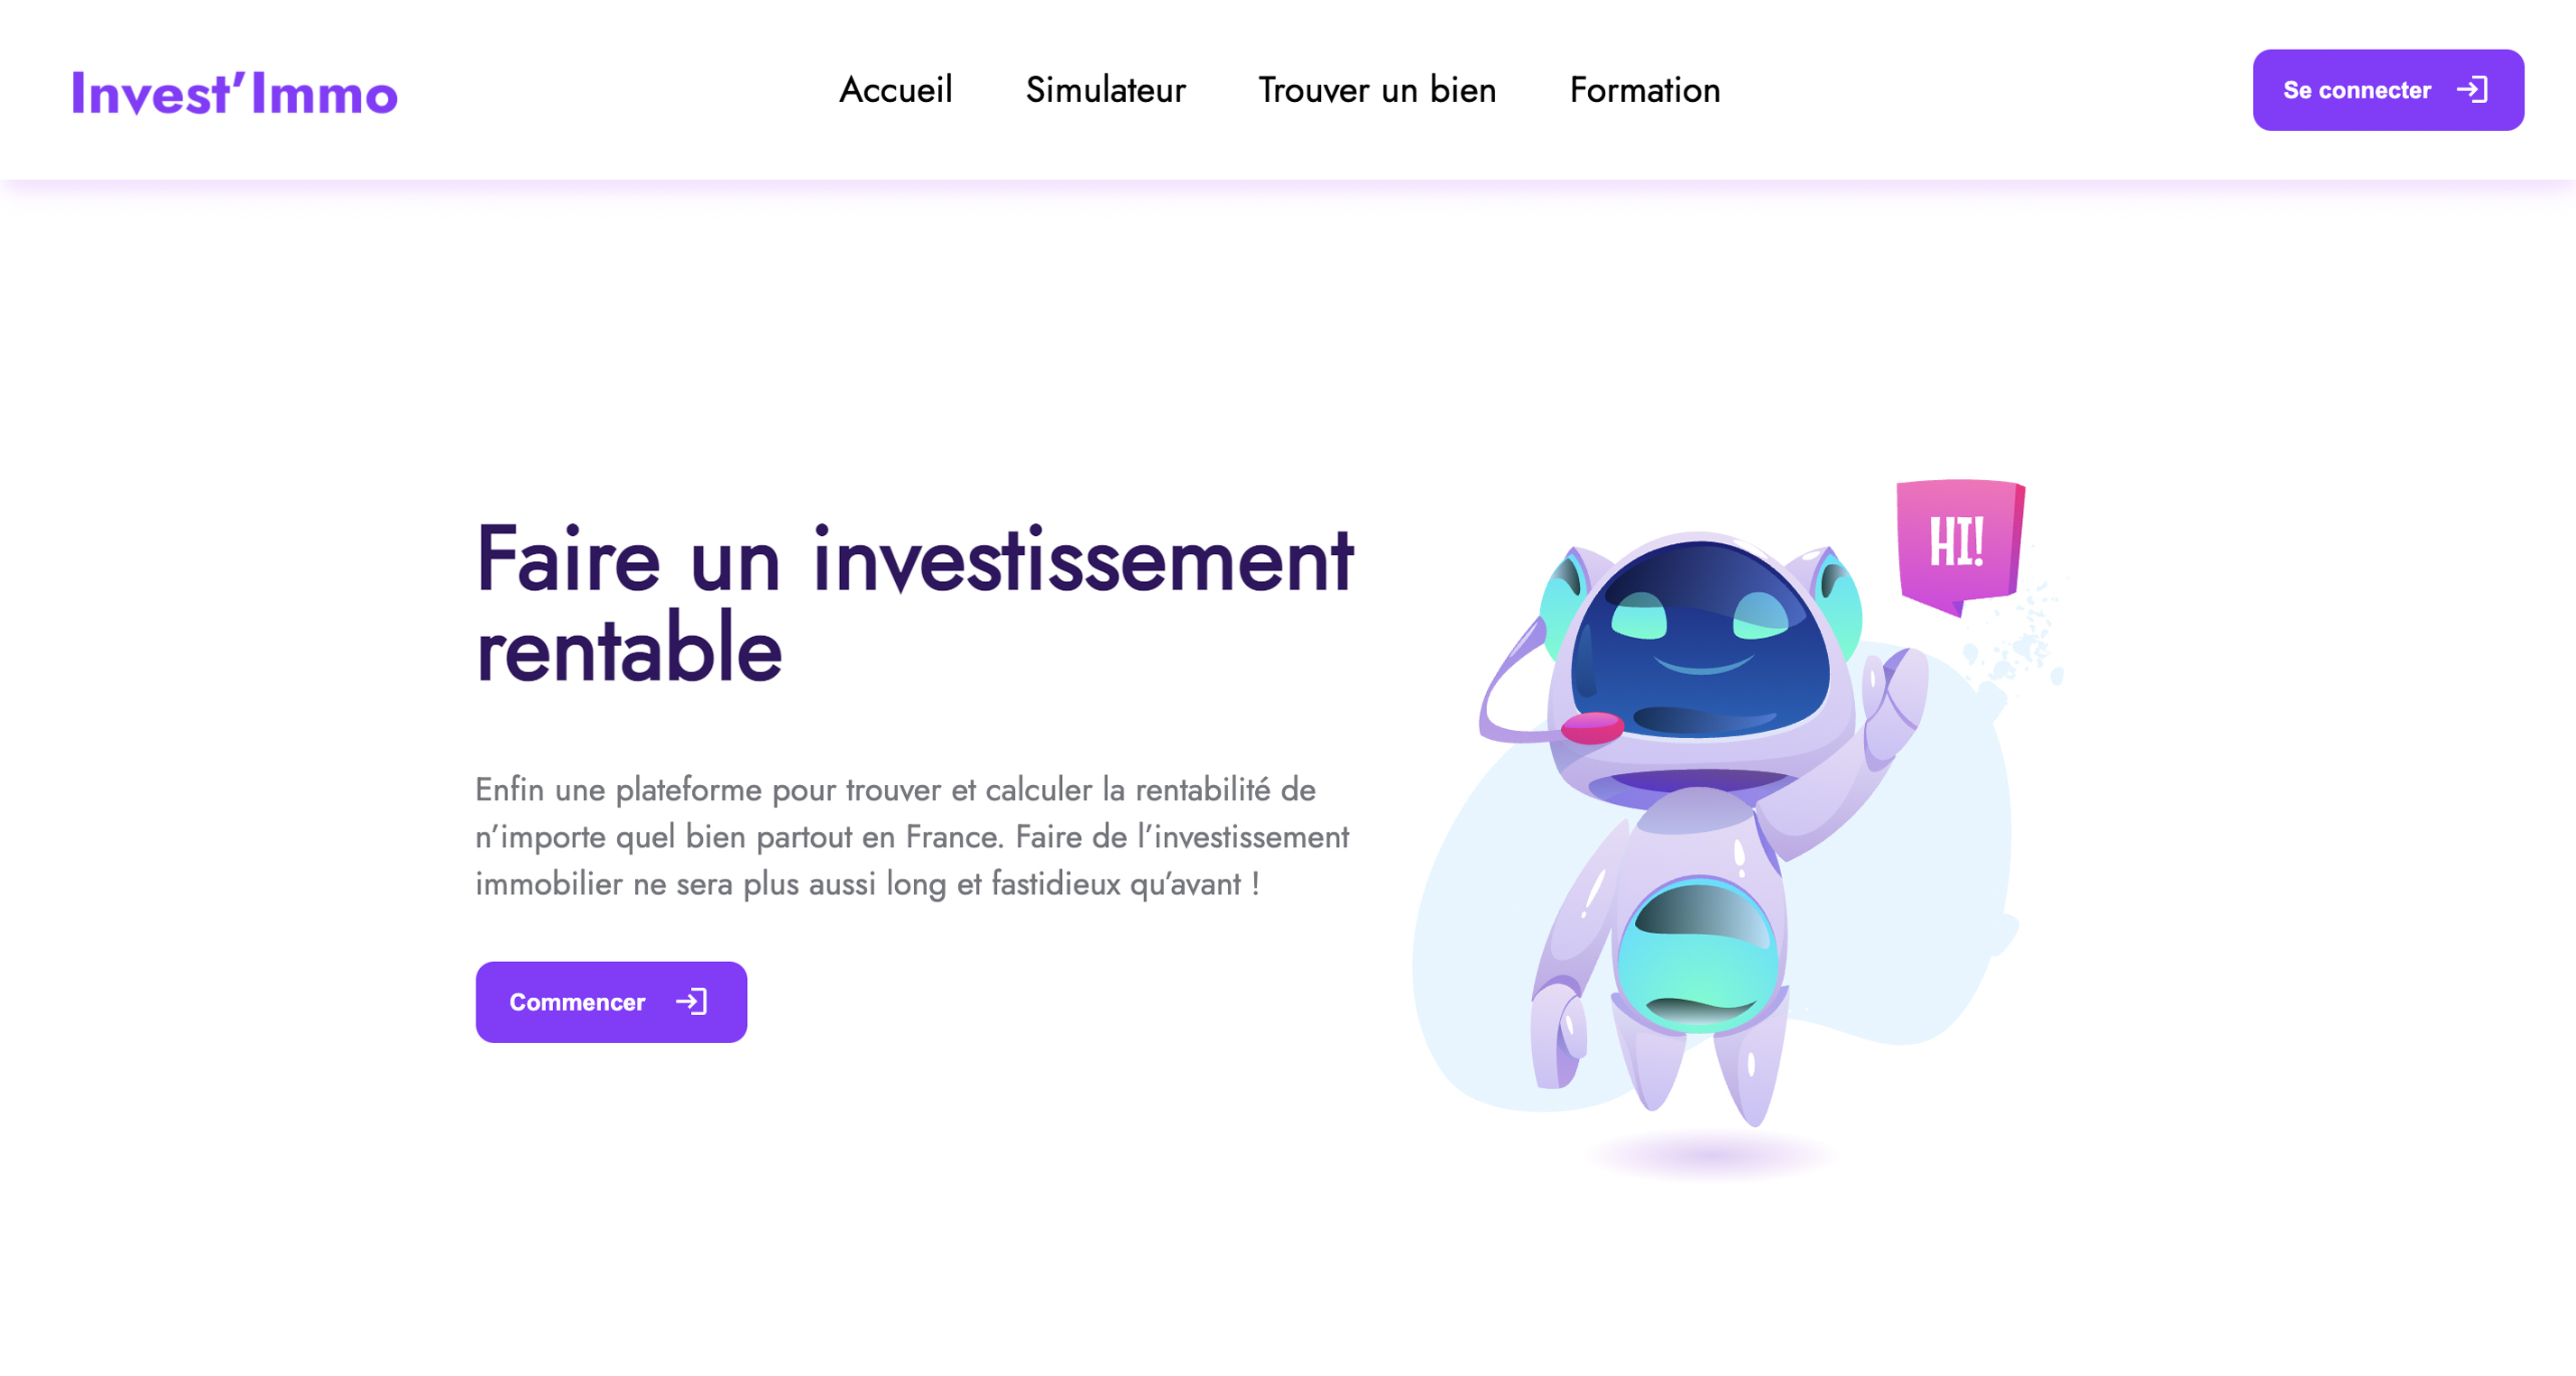 Invest’Immo
Accueil
Simulateur
Trouver un bien
Formation
Se connecter
Faire un investissement
rentable
Enfin une plateforme pour trouver et calculer la rentabilité de
n’importe quel bien partout en France. Faire de l’investissement
immobilier ne sera plus aussi long et fastidieux qu’avant !
Commencer
HI!